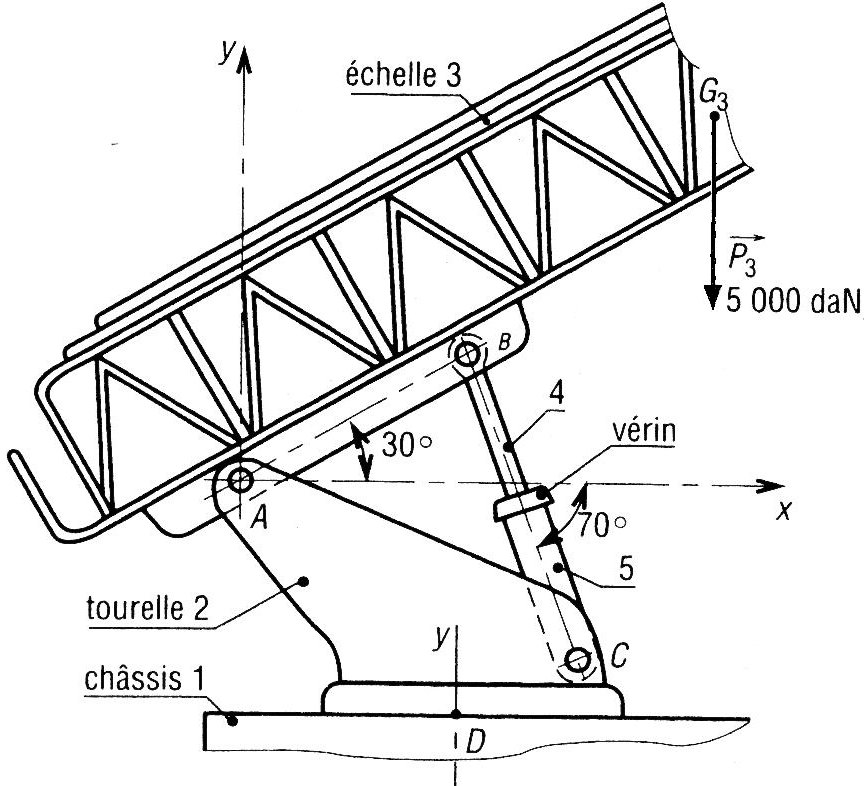 y
échelle 3
G3
P3
5 000 daN
B
4
30°
vérin
A
x
70°
5
tourelle 2
y
C
châssis 1
D